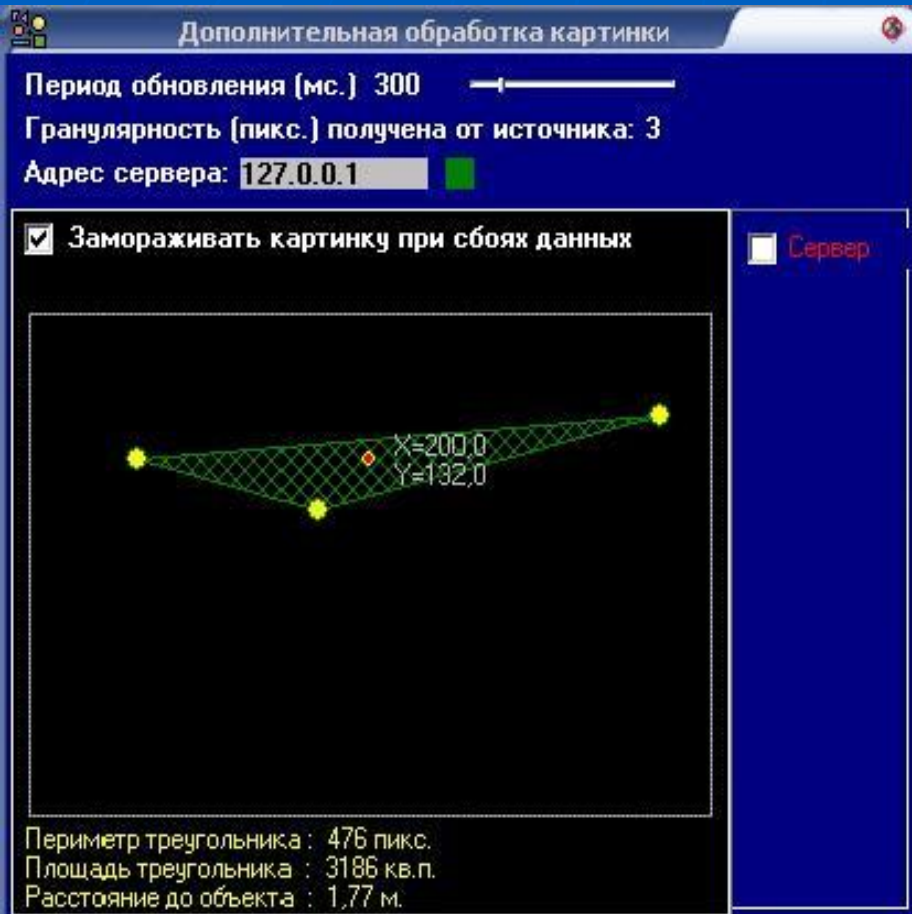 Дополнительная обработка картинки
Период обновления (мс.) 300
Гранулярность (пикс.) получена от источника: 3
Адрес сервера: 127.0.0.1
Замораживать картинку при сбоях данных
Сервер
X=200,0
Y=132,0
Периметр треугольника : 476 пикс.
Площадь треугольника : 3186 кв.п.
Расстояние до объекта : 1,77 м.